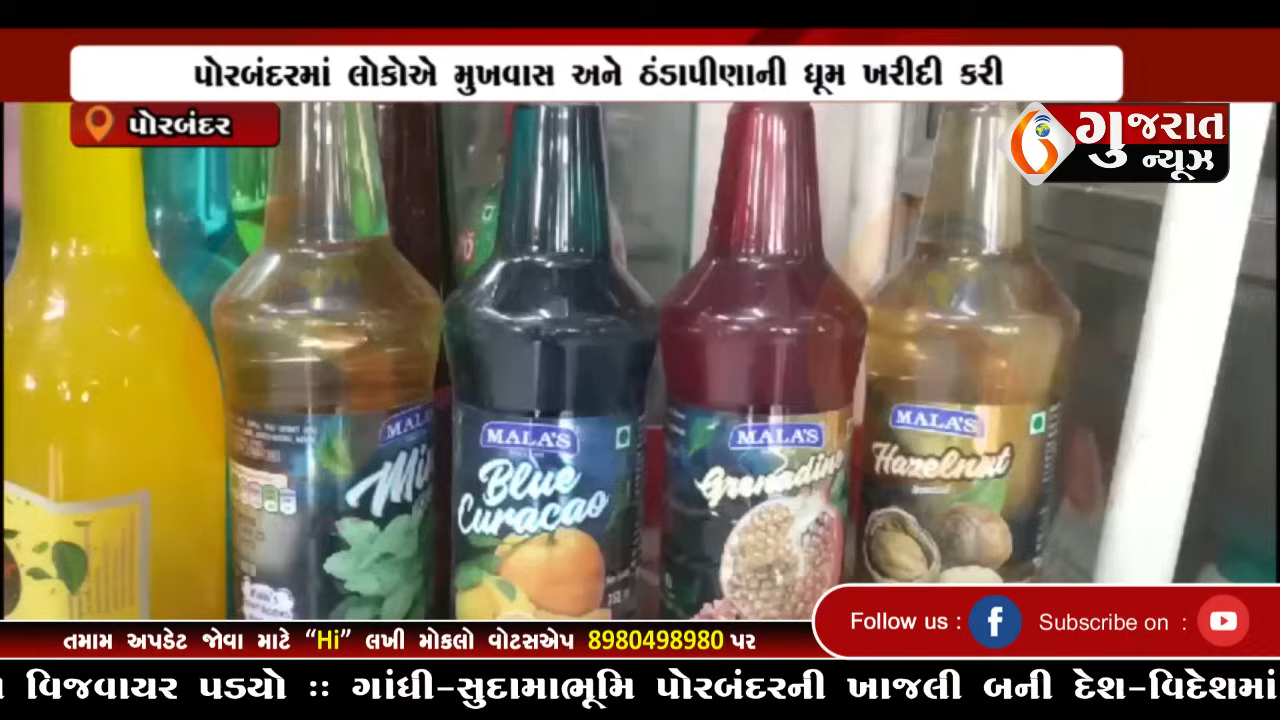 પોરબંદરમાં લોકોએ મુખવાસ અને ઠંડાપીણાની ધૂમ ખરીદી કરી
પોરબંદર
ગુજરાત
ન્યૂઝ
MALA'S
MALA'S
Blue
Curacao
MALA'S
Grenadine
MALA'S
Hazelnut
Follow us :
Subscribe on :
તમામ અપડેટ જોવા માટે “Hi” લખી મોકલો વોટસએપ 8980498980 પર
વિજવાયર પડ્યો :: ગાંધી-સુદામાભૂમિ પોરબંદરની ખાજલી બની દેશ-વિદેશમાં